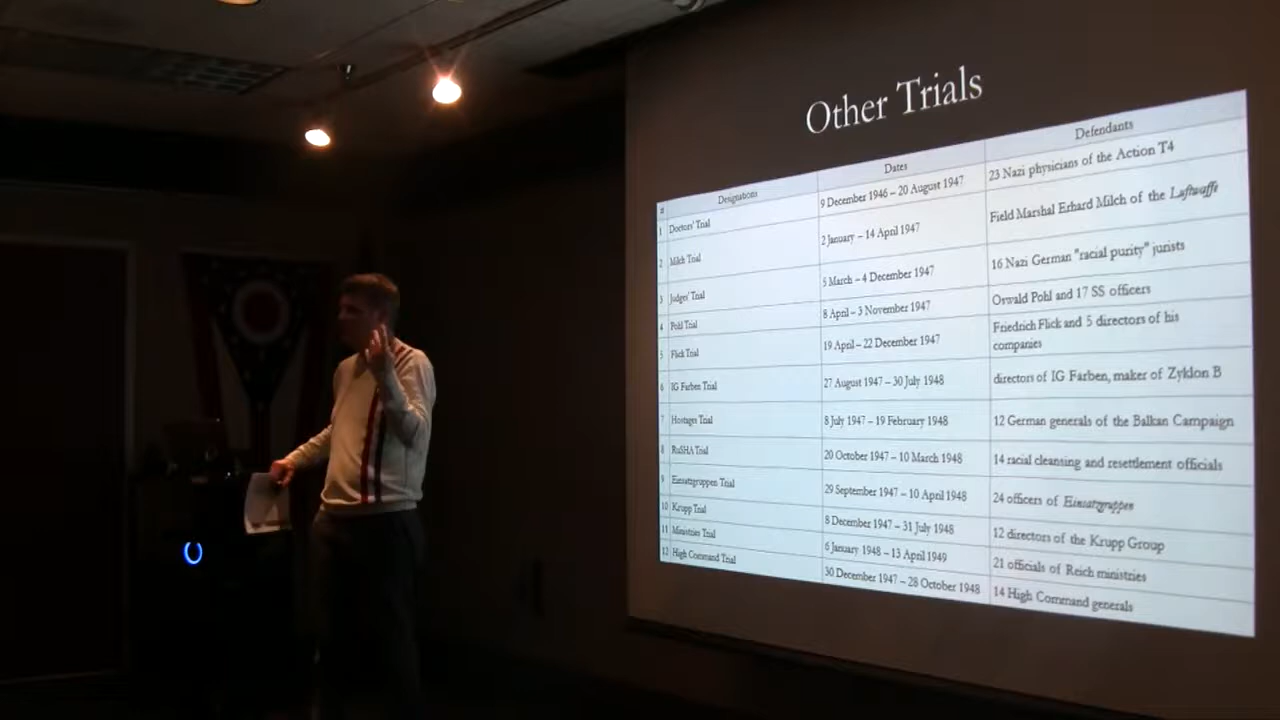 Other Trials
# Designations Dates Defendants
1 Doctors' Trial 9 December 1946 – 20 August 1947 23 Nazi physicians of the Action T4
2 Milch Trial 2 January – 14 April 1947 Field Marshal Erhard Milch of the Luftwaffe
3 Judges' Trial 5 March – 4 December 1947 16 Nazi German "racial purity" jurists
4 Pohl Trial 8 April – 3 November 1947 Oswald Pohl and 17 SS officers
5 Flick Trial 19 April – 22 December 1947 Friedrich Flick and 5 directors of his
companies
6 IG Farben Trial 27 August 1947 – 30 July 1948 directors of IG Farben, maker of Zyklon B
7 Hostages Trial 8 July 1947 – 19 February 1948 12 German generals of the Balkan Campaign
8 RuSHA Trial 20 October 1947 – 10 March 1948 14 racial cleansing and resettlement officials
9 Einsatzgruppen Trial 29 September 1947 – 10 April 1948 24 officers of Einsatzgruppen
10 Krupp Trial 8 December 1947 – 31 July 1948 12 directors of the Krupp Group
11 Ministries Trial 6 January 1948 – 13 April 1949 21 officials of Reich ministries
12 High Command Trial 30 December 1947 – 28 October 1948 14 High Command generals